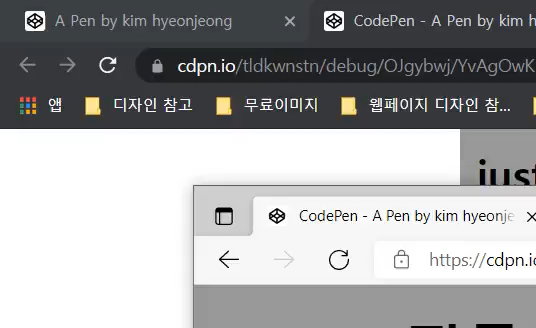 A Pen by kim hyeonjeong
CodePen - A Pen by kim hyeon
cdpn.io/tldkwnstn/debug/OJgybwj/YvAgOwK
앱 디자인 참고 무료이미지 웹페이지 디자인 참...
just
CodePen - A Pen by kim hyeonje
https://cdpn.io